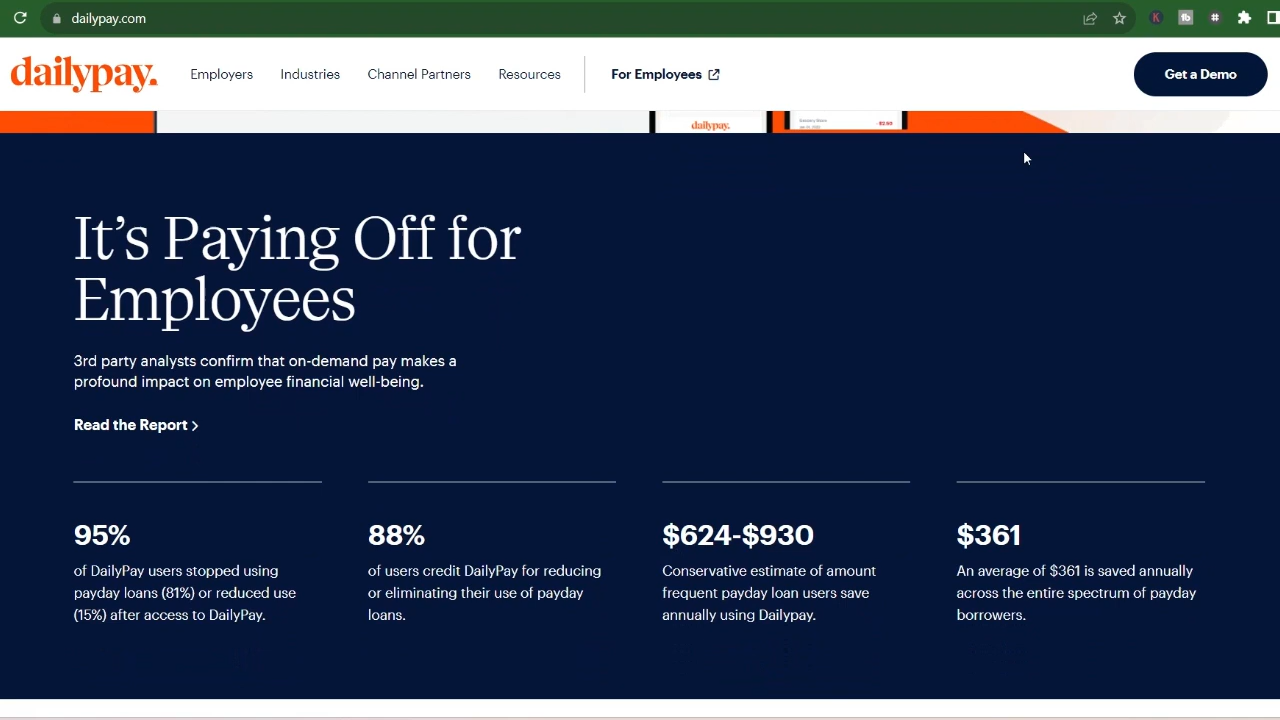 dailypay.com
dailypay.
Employers
Industries
Channel Partners
Resources
For Employees
Get a Demo
dailypay.
-$2.50
It's Paying Off for
Employees
3rd party analysts confirm that on-demand pay makes a
profound impact on employee financial well-being.
Read the Report
95%
of DailyPay users stopped using
payday loans (81%) or reduced use
(15%) after access to DailyPay.
88%
of users credit DailyPay for reducing
or eliminating their use of payday
loans.
$624-$930
Conservative estimate of amount
frequent payday loan users save
annually using Dailypay.
$361
An average of $361 is saved annually
across the entire spectrum of payday
borrowers.